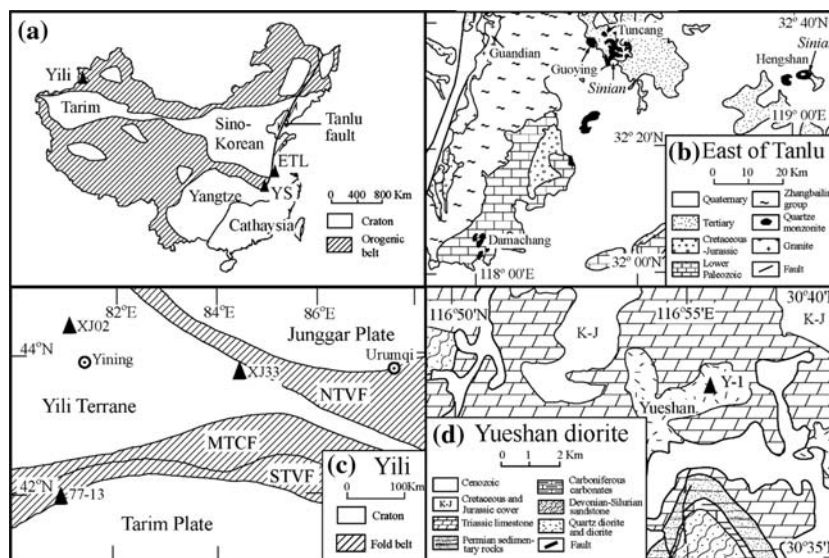 (a)
Yili
Tarim
Sino-
Korean
Tanlu
fault
ETL
YS
Yangtze
Cathaysia
0 400 800 Km
Craton
Orogenic
belt
Guandian
Tuncang
Guoying
Sinian
Hengshan
Sinian
32° 40'N
119° 00'E
32° 20'N
Damachang
118° 00'E
32° 00'N
(b) East of Tanlu
0 10 20 Km
Quaternary
Tertiary
Cretaceous
-Jurassic
Lower
Paleozoic
Zhangbailing
group
Quartze
monzonite
Granite
Fault
82°E
84°E
86°E
XJ02
44°N
Yining
Junggar Plate
Urumqi
XJ33
NTVF
Yili Terrane
MTCF
STVF
42°N
77-13
Tarim Plate
(c) Yili
0 100Km
Craton
Fold belt
116° 50'N
116° 55'E
30° 40'N
K-J
K-J
Y-1
Yueshan
(d) Yueshan diorite
0 1 2 Km
Cenozoic
K-J
Cretaceous and
Jurassic cover
Triassic limestone
Permian sedimen-
tary rocks
Carboniferous
carbonates
Devonian-Silurian
sandstone
Quartz diorite
and diorite
Fault
30° 35'N